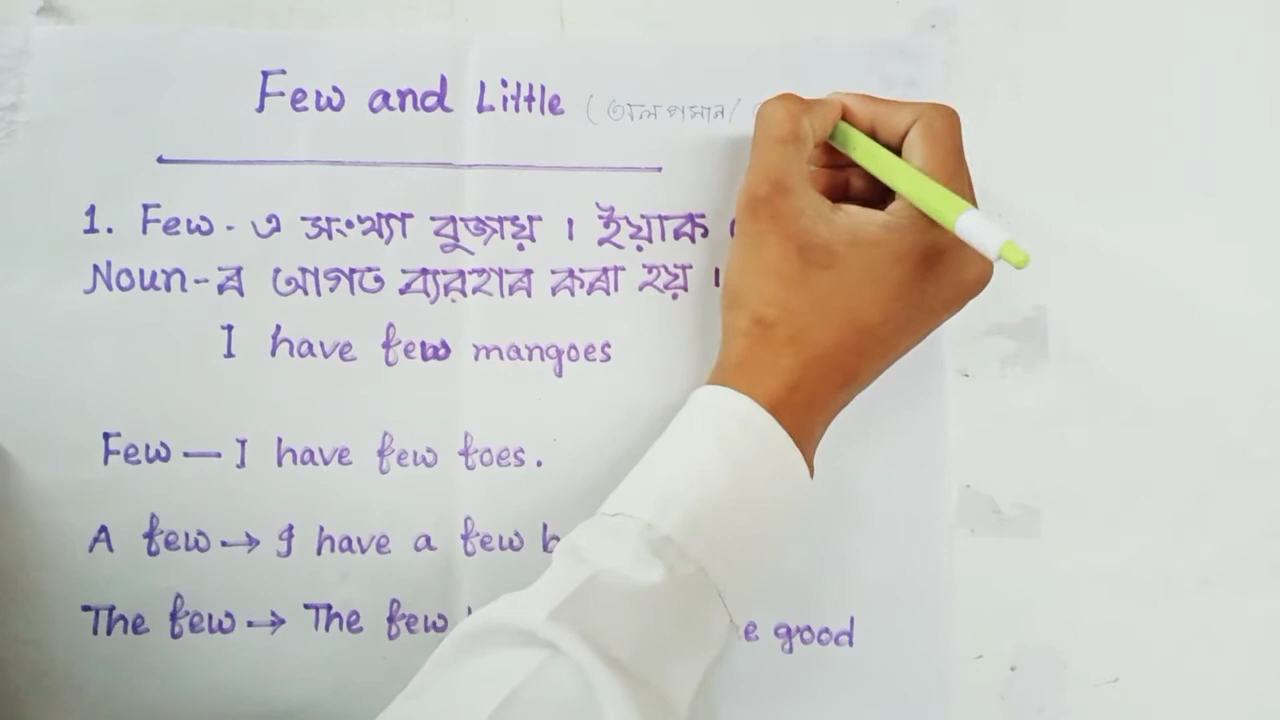 Few and Little (অলপমান/
1. Few - এ সংখ্যা বুজায় । ইয়াক
Noun-ৰ আগত ব্যৱহাৰ কৰা হয় ।
I have few mangoes
Few — I have few foes.
A few → I have a few
The few → The few good